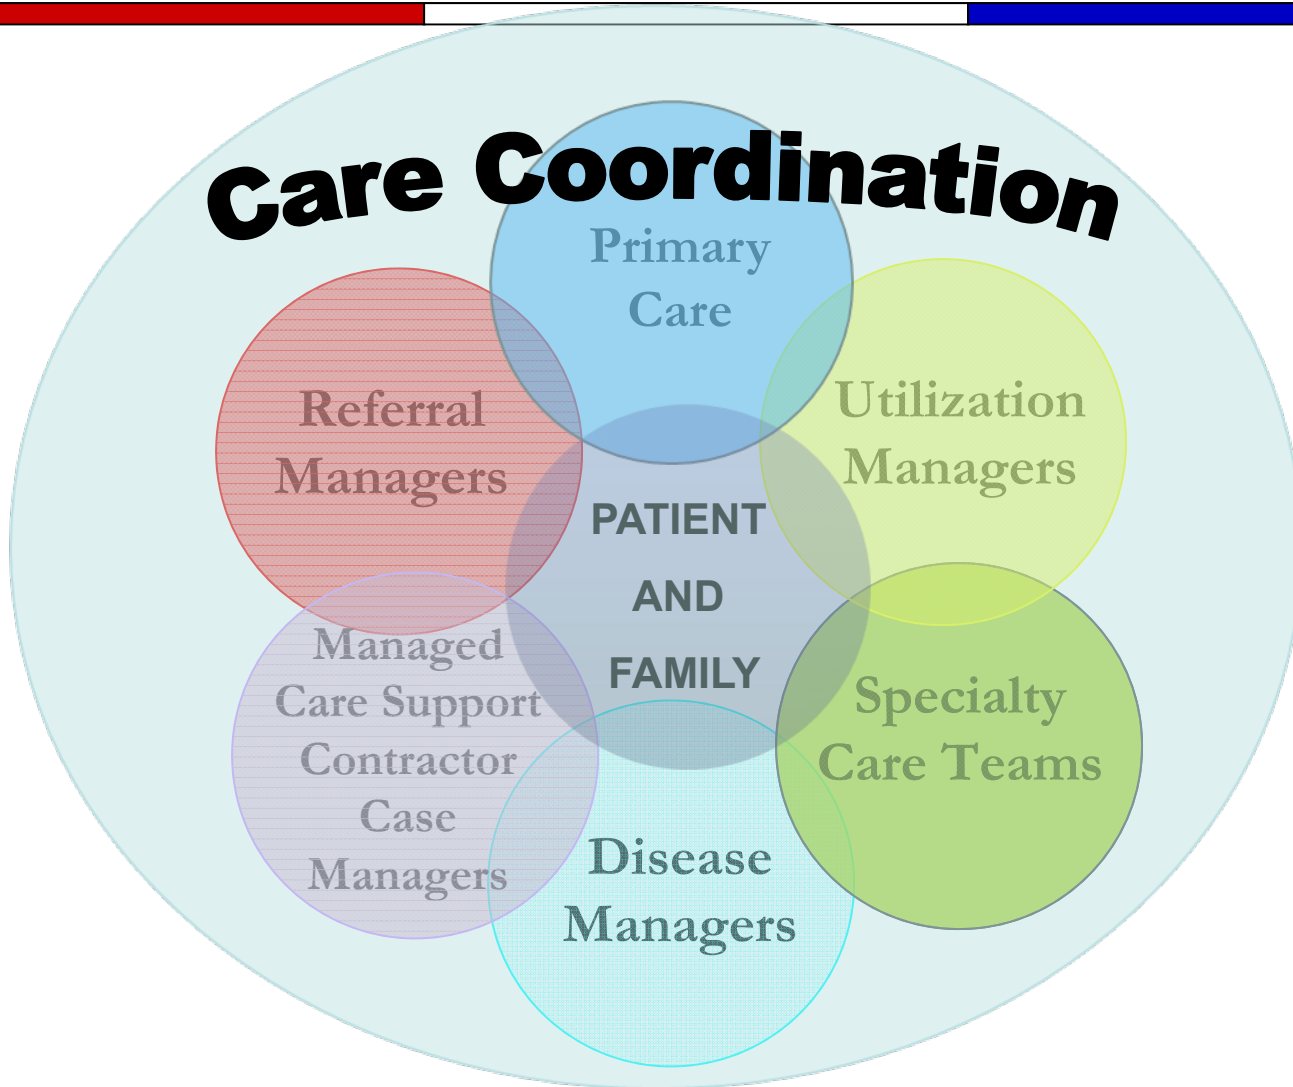 Care Coordination
Primary
Care
Referral
Managers
Utilization
Managers
PATIENT
AND
FAMILY
Managed
Care Support
Contractor
Case
Managers
Specialty
Care Teams
Disease
Managers